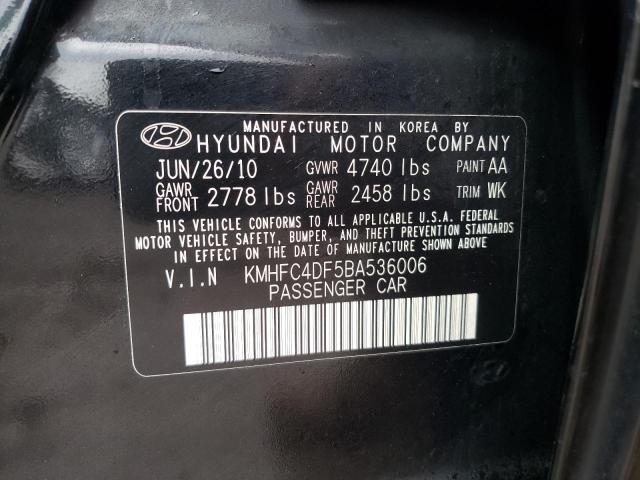 MANUFACTURED IN KOREA BY
HYUNDAI MOTOR COMPANY
JUN/26/10 GVWR 4740 lbs PAINT AA
GAWR FRONT 2778 lbs GAWR REAR 2458 lbs TRIM WK
THIS VEHICLE CONFORMS TO ALL APPLICABLE U.S.A. FEDERAL
MOTOR VEHICLE SAFETY, BUMPER, AND THEFT PREVENTION STANDARDS
IN EFFECT ON THE DATE OF MANUFACTURE SHOWN ABOVE
V.I.N KMHFC4DF5BA536006
PASSENGER CAR